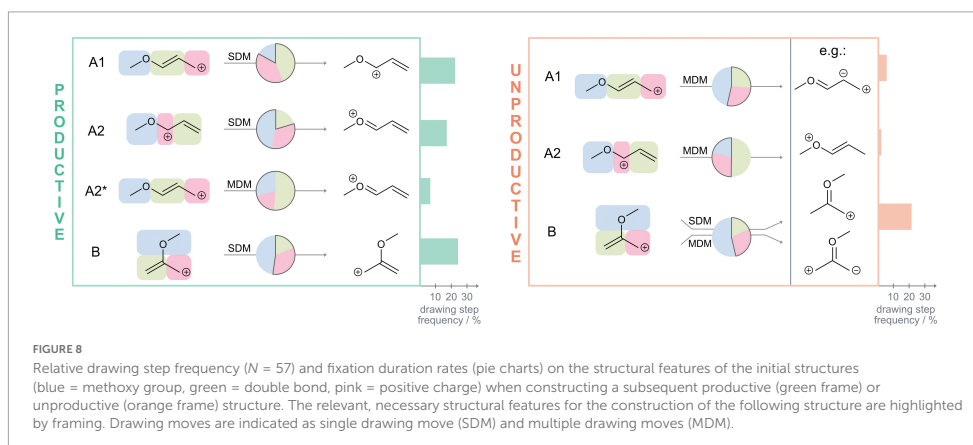 PRODUCTIVE
A1
SDM
O
⊕
O
⊕
A2
SDM
O
⊕
O
⊕
A2*
MDM
O
⊕
O
⊕
B
SDM
O
⊕
O
⊕
10 20 30
drawing step
frequency / %
UNPRODUCTIVE
e.g.:
A1
MDM
O
⊕
O
⊖
⊕
A2
MDM
O
⊕
O
⊕
B
SDM
MDM
O
⊕
O
⊕
O
⊕
⊖
10 20 30
drawing step
frequency / %
FIGURE 8
Relative drawing step frequency (N = 57) and fixation duration rates (pie charts) on the structural features of the initial structures
(blue = methoxy group, green = double bond, pink = positive charge) when constructing a subsequent productive (green frame) or
unproductive (orange frame) structure. The relevant, necessary structural features for the construction of the following structure are highlighted
by framing. Drawing moves are indicated as single drawing move (SDM) and multiple drawing moves (MDM).